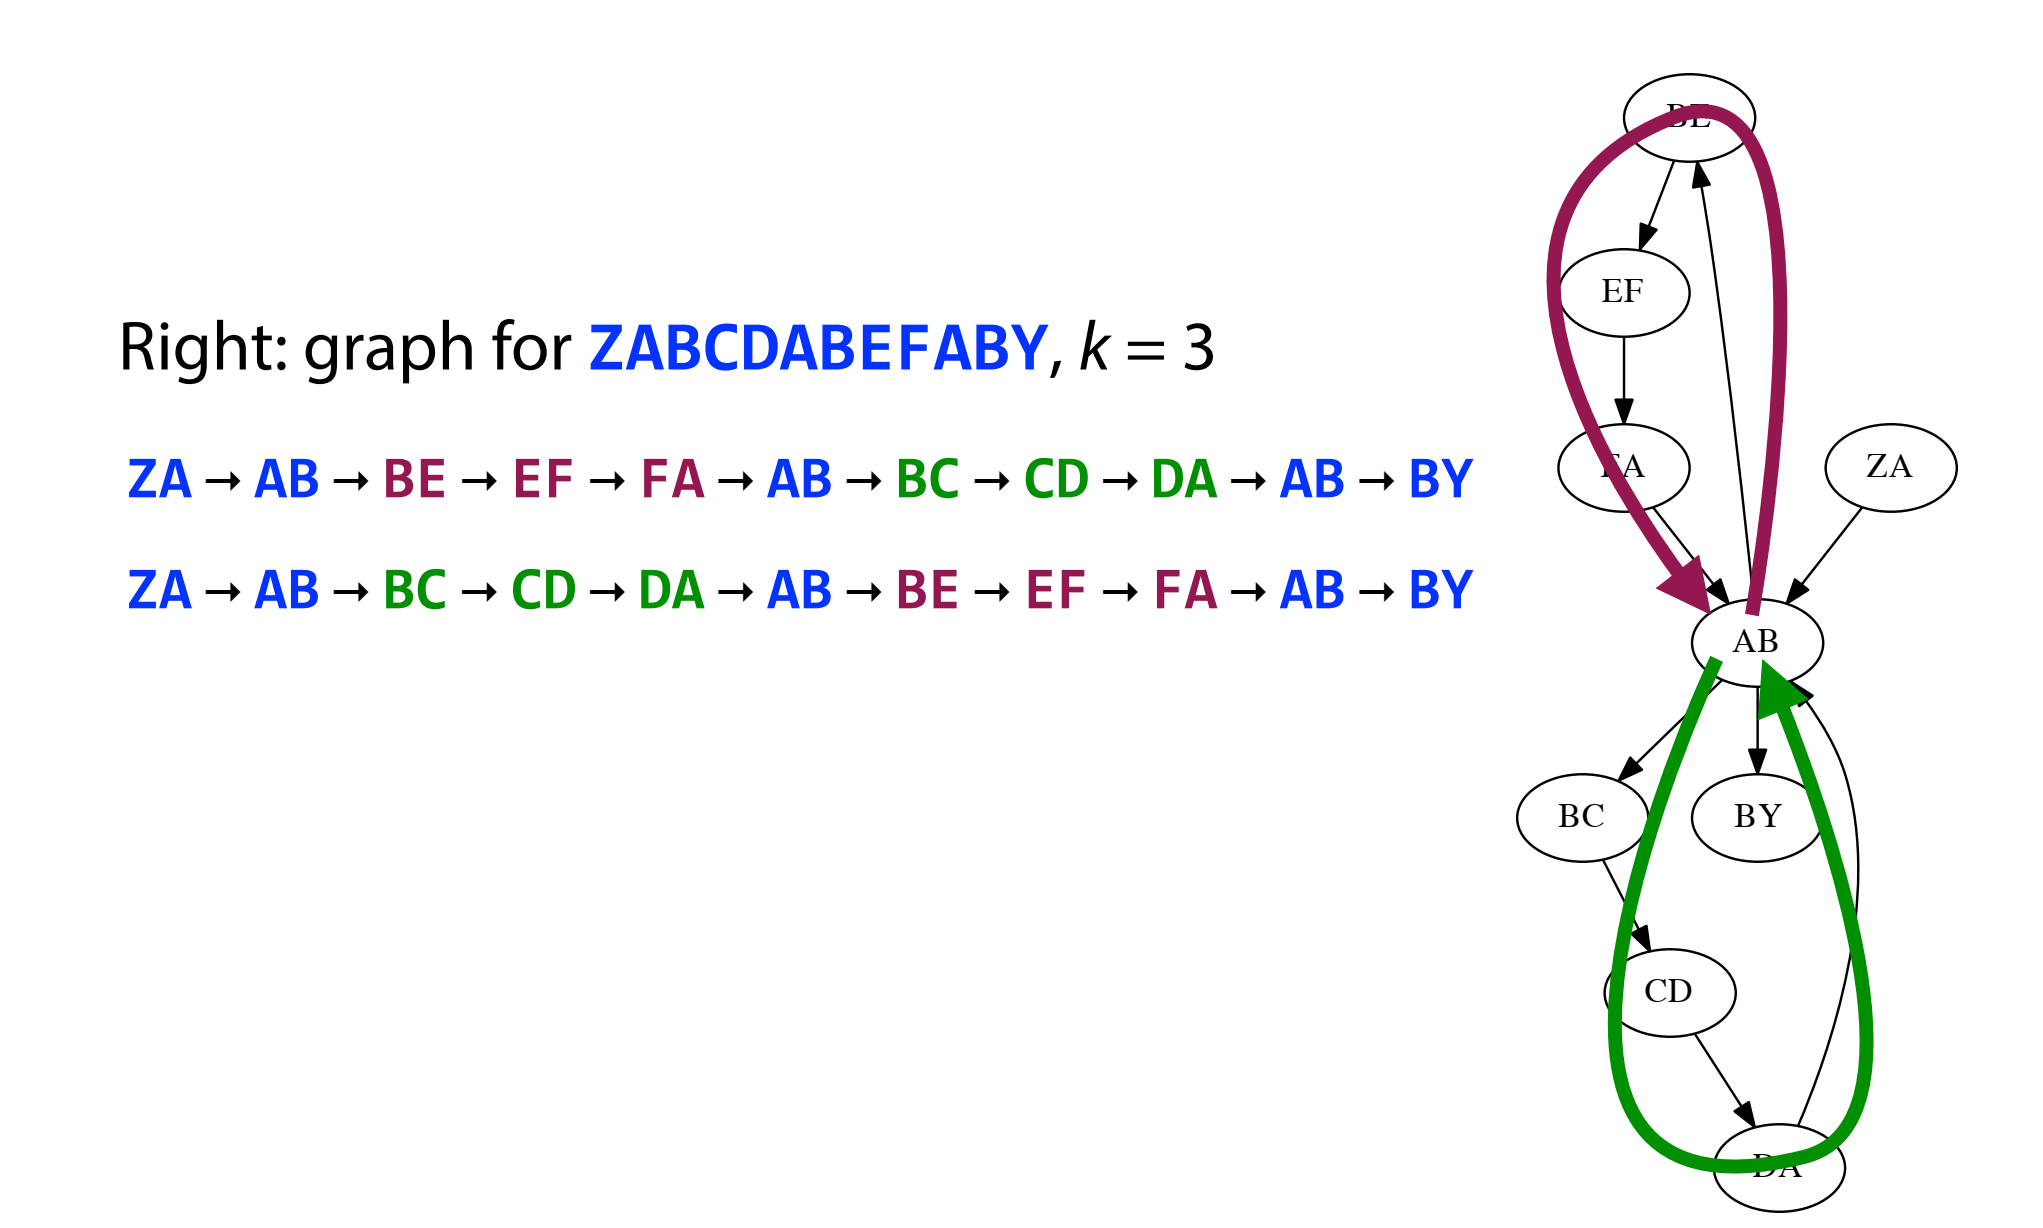 Right: graph for ZABCDABEFABY, k = 3
ZA → AB → BE → EF → FA → AB → BC → CD → DA → AB → BY
ZA → AB → BC → CD → DA → AB → BE → EF → FA → AB → BY
BE
EF
FA
ZA
AB
BC
BY
CD
DA